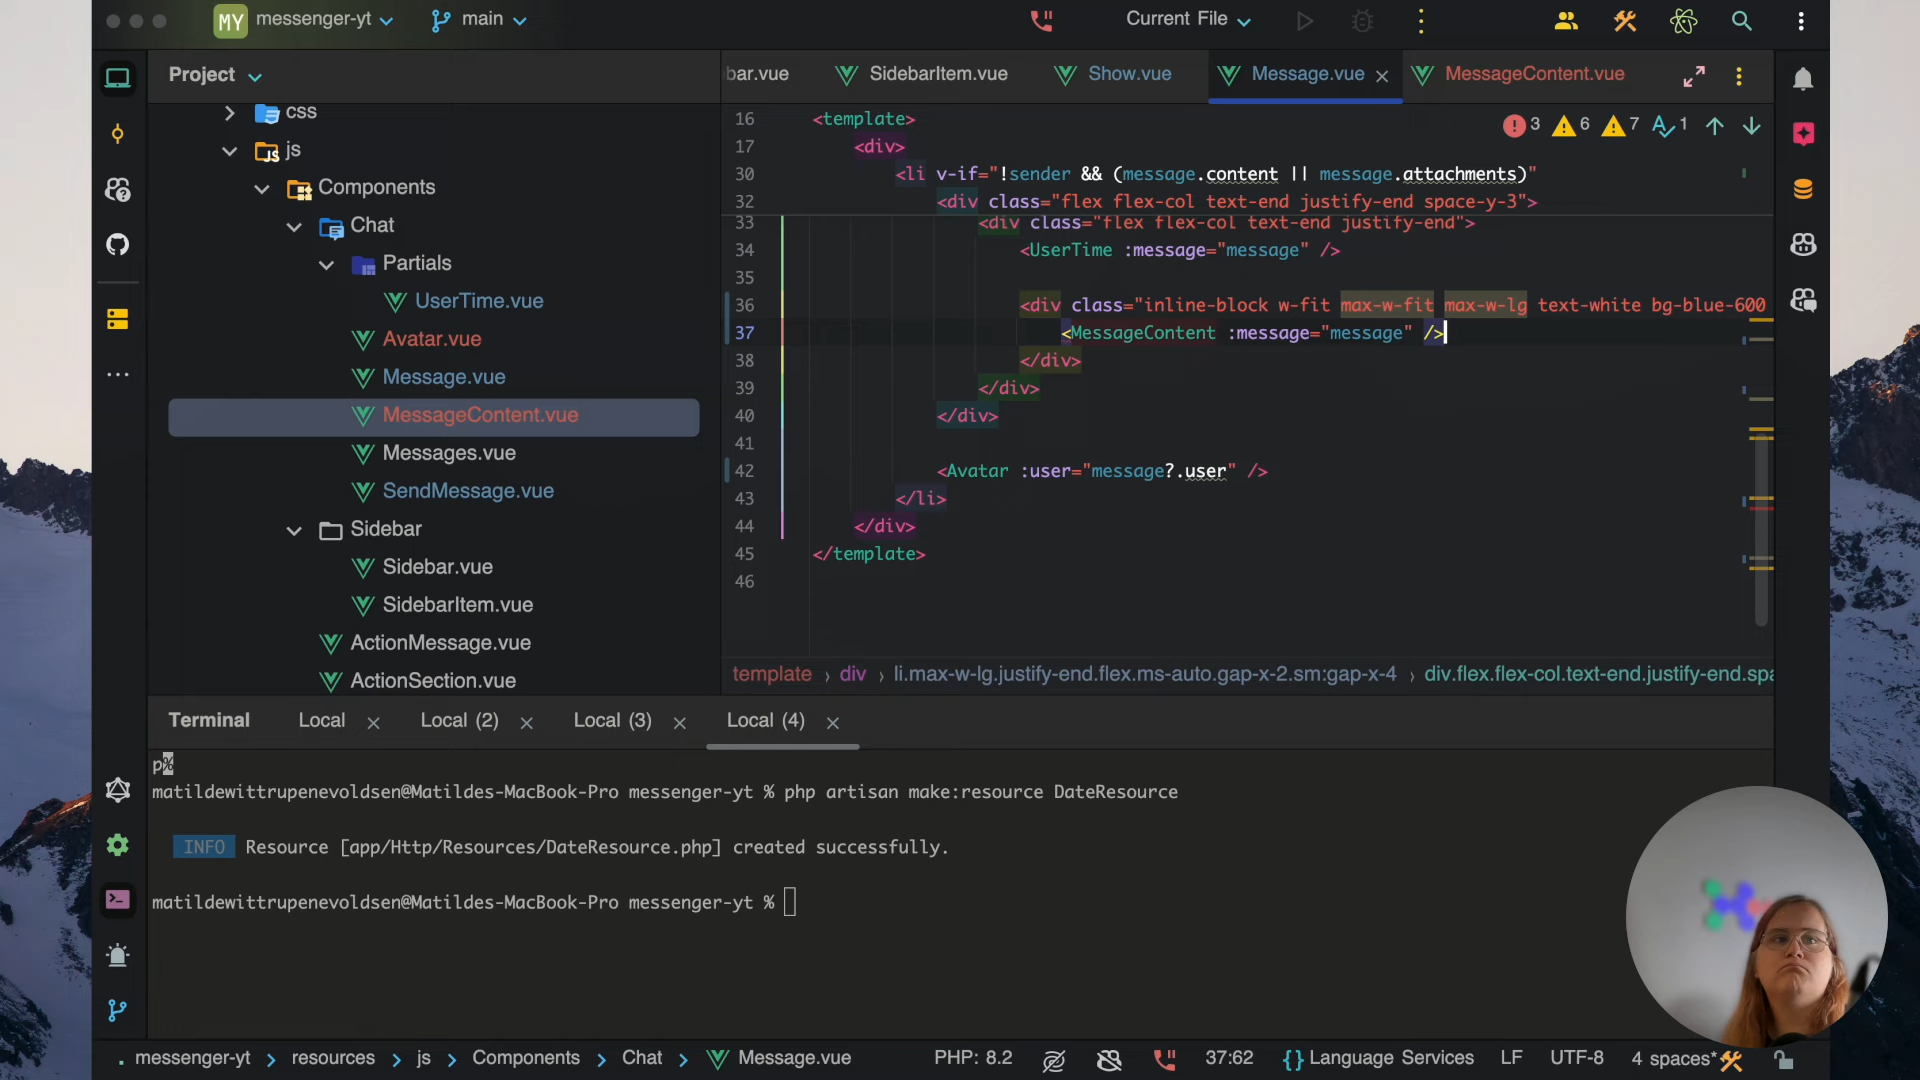 MY messenger-yt main Current File
Project
css
js
Components
Chat
Partials
UserTime.vue
Avatar.vue
Message.vue
MessageContent.vue
Messages.vue
SendMessage.vue
Sidebar
Sidebar.vue
SidebarItem.vue
ActionMessage.vue
ActionSection.vue
bar.vue SidebarItem.vue Show.vue Message.vue MessageContent.vue
3 6 7 1
16 <template>
17 <div>
30 <li v-if="!sender && (message.content || message.attachments)"
32 <div class="flex flex-col text-end justify-end space-y-3">
33 <div class="flex flex-col text-end justify-end">
34 <UserTime :message="message" />
35
36 <div class="inline-block w-fit max-w-fit max-w-lg text-white bg-blue-600
37 <MessageContent :message="message" />
38 </div>
39 </div>
40 </div>
41
42 <Avatar :user="message?.user" />
43 </li>
44 </div>
45 </template>
46
template › div › li.max-w-lg.justify-end.flex.ms-auto.gap-x-2.sm:gap-x-4 › div.flex.flex-col.text-end.justify-end.spa
Terminal Local Local (2) Local (3) Local (4)
p%
matildewittrupenevoldsen@Matildes-MacBook-Pro messenger-yt % php artisan make:resource DateResource
INFO Resource [app/Http/Resources/DateResource.php] created successfully.
matildewittrupenevoldsen@Matildes-MacBook-Pro messenger-yt %
messenger-yt › resources › js › Components › Chat › Message.vue PHP: 8.2 37:62 {} Language Services LF UTF-8 4 spaces*